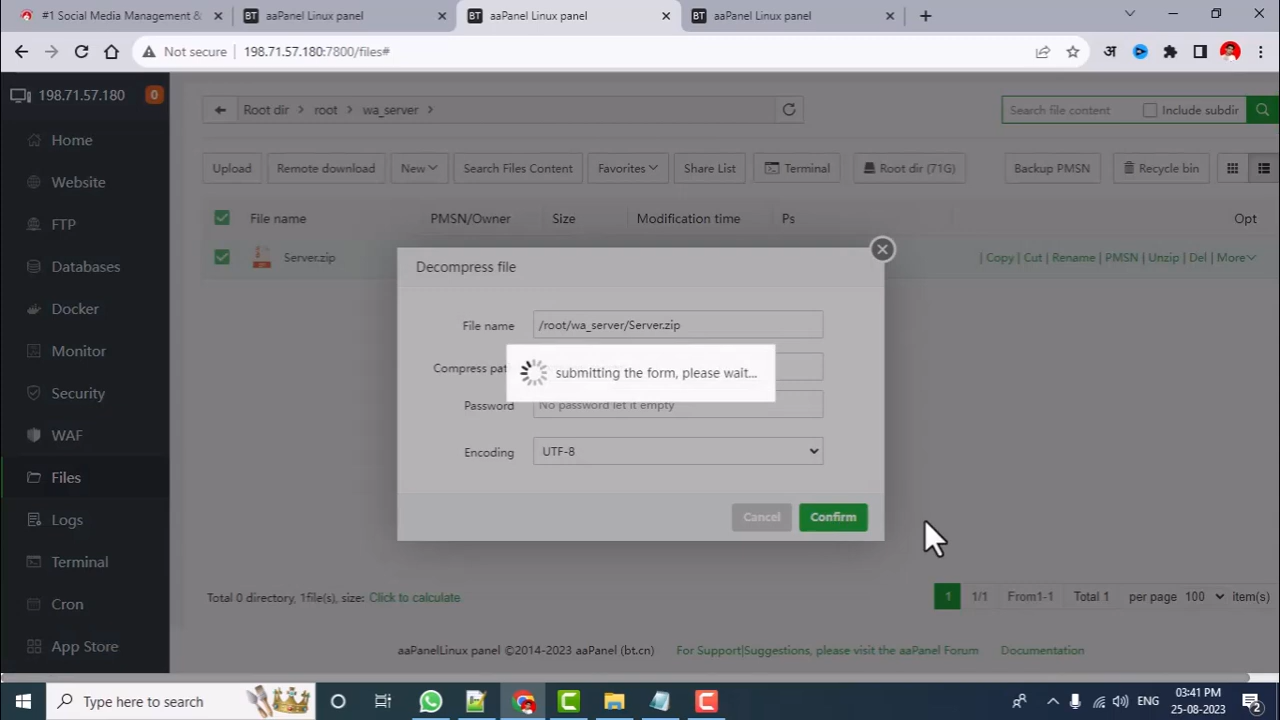 #1 Social Media Management &
aaPanel Linux panel
aaPanel Linux panel
aaPanel Linux panel
Not secure
198.71.57.180:7800/files#
अ
198.71.57.180
0
Home
Website
FTP
Databases
Docker
Monitor
Security
WAF
Files
Logs
Terminal
Cron
App Store
Root dir > root > wa_server >
Search file content
Include subdir
Upload
Remote download
New
Search Files Content
Favorites
Share List
Terminal
Root dir (71G)
Backup PMSN
Recycle bin
File name PMSN/Owner Size Modification time Ps Opt
Server.zip
| Copy | Cut | Rename | PMSN | Unzip | Del | More
Decompress file
File name /root/wa_server/Server.zip
Compress pat
submitting the form, please wait...
Password No password let it empty
Encoding UTF-8
Cancel Confirm
Total 0 directory, 1file(s), size: Click to calculate
1 1/1 From1-1 Total 1 per page 100 item(s)
aaPanelLinux panel ©2014-2023 aaPanel (bt.cn) For Support|Suggestions, please visit the aaPanel Forum Documentation
Type here to search
ENG
03:41 PM
25-08-2023
2